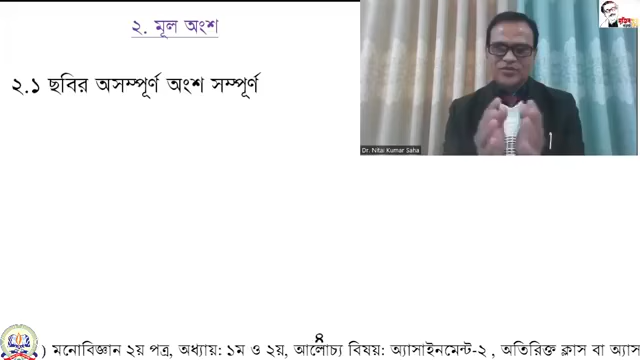 ২. মূল অংশ
২.১ ছবির অসম্পূর্ণ অংশ সম্পূর্ণ
Dr. Nitai Kumar Saha
৪
) মনোবিজ্ঞান ২য় পত্র, অধ্যায়: ১ম ও ২য়, আলোচ্য বিষয়: অ্যাসাইনমেন্ট-২ , অতিরিক্ত ক্লাস বা অ্যাস